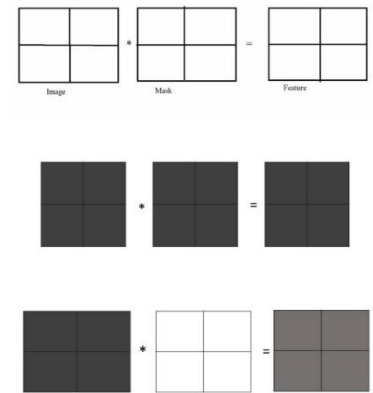 * =
Image Mask Feature
* =
* =